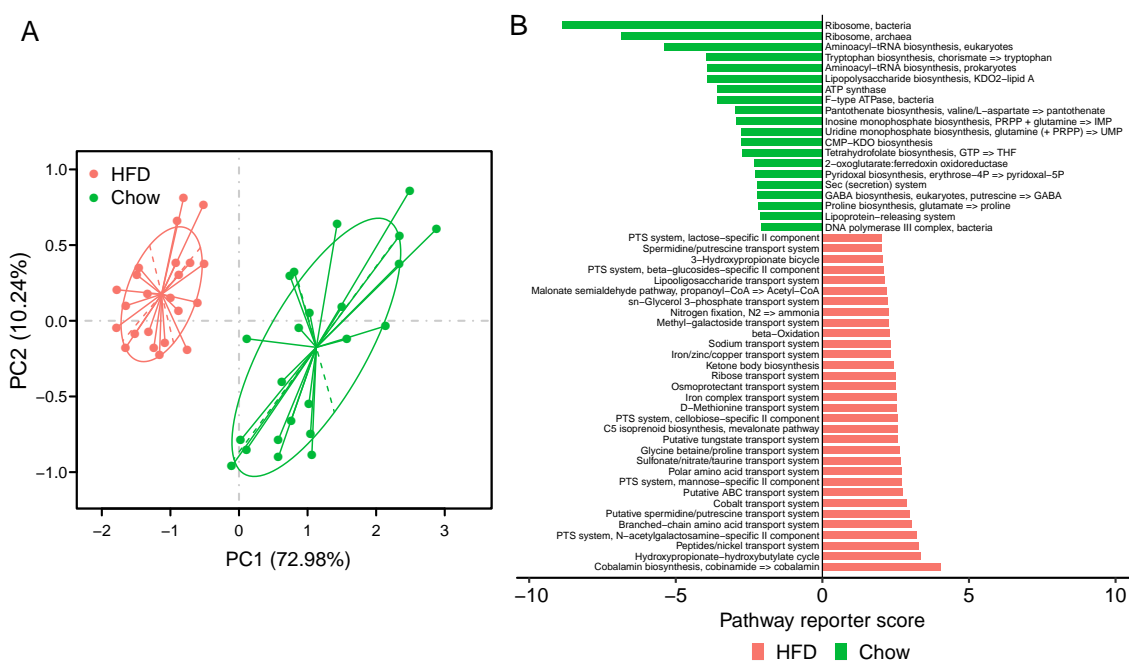 A
HFD
Chow
1.0
0.5
0.0
−0.5
−1.0
PC2 (10.24%)
−2
−1
0
1
2
3
PC1 (72.98%)
B
Ribosome, bacteria
Ribosome, archaea
Aminoacyl−tRNA biosynthesis, eukaryotes
Tryptophan biosynthesis, chorismate => tryptophan
Aminoacyl−tRNA biosynthesis, prokaryotes
Lipopolysaccharide biosynthesis, KDO2−lipid A
ATP synthase
F−type ATPase, bacteria
Pantothenate biosynthesis, valine/L−aspartate => pantothenate
Inosine monophosphate biosynthesis, PRPP + glutamine => IMP
Uridine monophosphate biosynthesis, glutamine (+ PRPP) => UMP
CMP−KDO biosynthesis
Tetrahydrofolate biosynthesis, GTP => THF
2−oxoglutarate:ferredoxin oxidoreductase
Pyridoxal biosynthesis, erythrose−4P => pyridoxal−5P
Sec (secretion) system
GABA biosynthesis, eukaryotes, putrescine => GABA
Proline biosynthesis, glutamate => proline
Lipoprotein−releasing system
DNA polymerase III complex, bacteria
PTS system, lactose−specific II component
Spermidine/putrescine transport system
3−Hydroxypropionate bicycle
PTS system, beta−glucosides−specific II component
Lipooligosaccharide transport system
Malonate semialdehyde pathway, propanoyl−CoA => Acetyl−CoA
sn−Glycerol 3−phosphate transport system
Nitrogen fixation, N2 => ammonia
Methyl−galactoside transport system
beta−Oxidation
Sodium transport system
Iron/zinc/copper transport system
Ketone body biosynthesis
Ribose transport system
Osmoprotectant transport system
Iron complex transport system
D−Methionine transport system
PTS system, cellobiose−specific II component
C5 isoprenoid biosynthesis, mevalonate pathway
Putative tungstate transport system
Glycine betaine/proline transport system
Sulfonate/nitrate/taurine transport system
Polar amino acid transport system
PTS system, mannose−specific II component
Putative ABC transport system
Cobalt transport system
Putative spermidine/putrescine transport system
Branched−chain amino acid transport system
PTS system, N−acetylgalactosamine−specific II component
Peptides/nickel transport system
Hydroxypropionate−hydroxybutylate cycle
Cobalamin biosynthesis, cobinamide => cobalamin
−10
−5
0
5
10
Pathway reporter score
HFD
Chow